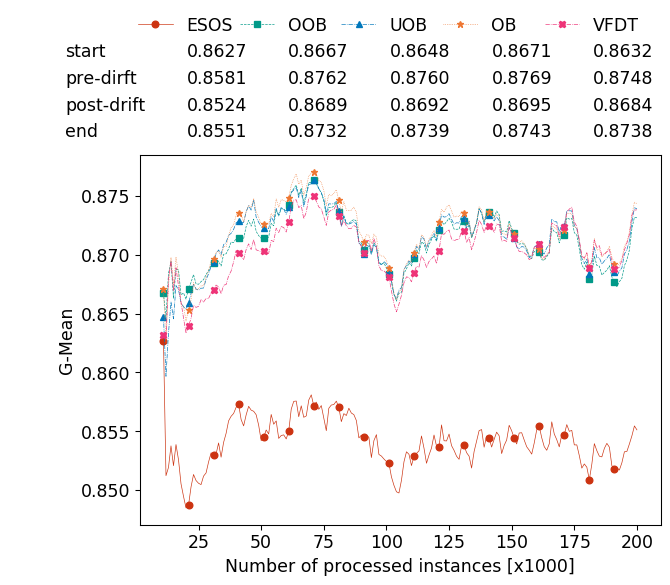 ESOS OOB UOB OB VFDT
start 0.8627 0.8667 0.8648 0.8671 0.8632
pre-dirft 0.8581 0.8762 0.8760 0.8769 0.8748
post-drift 0.8524 0.8689 0.8692 0.8695 0.8684
end 0.8551 0.8732 0.8739 0.8743 0.8738
0.875
0.870
0.865
0.860
0.855
0.850
G-Mean
25 50 75 100 125 150 175 200
Number of processed instances [x1000]